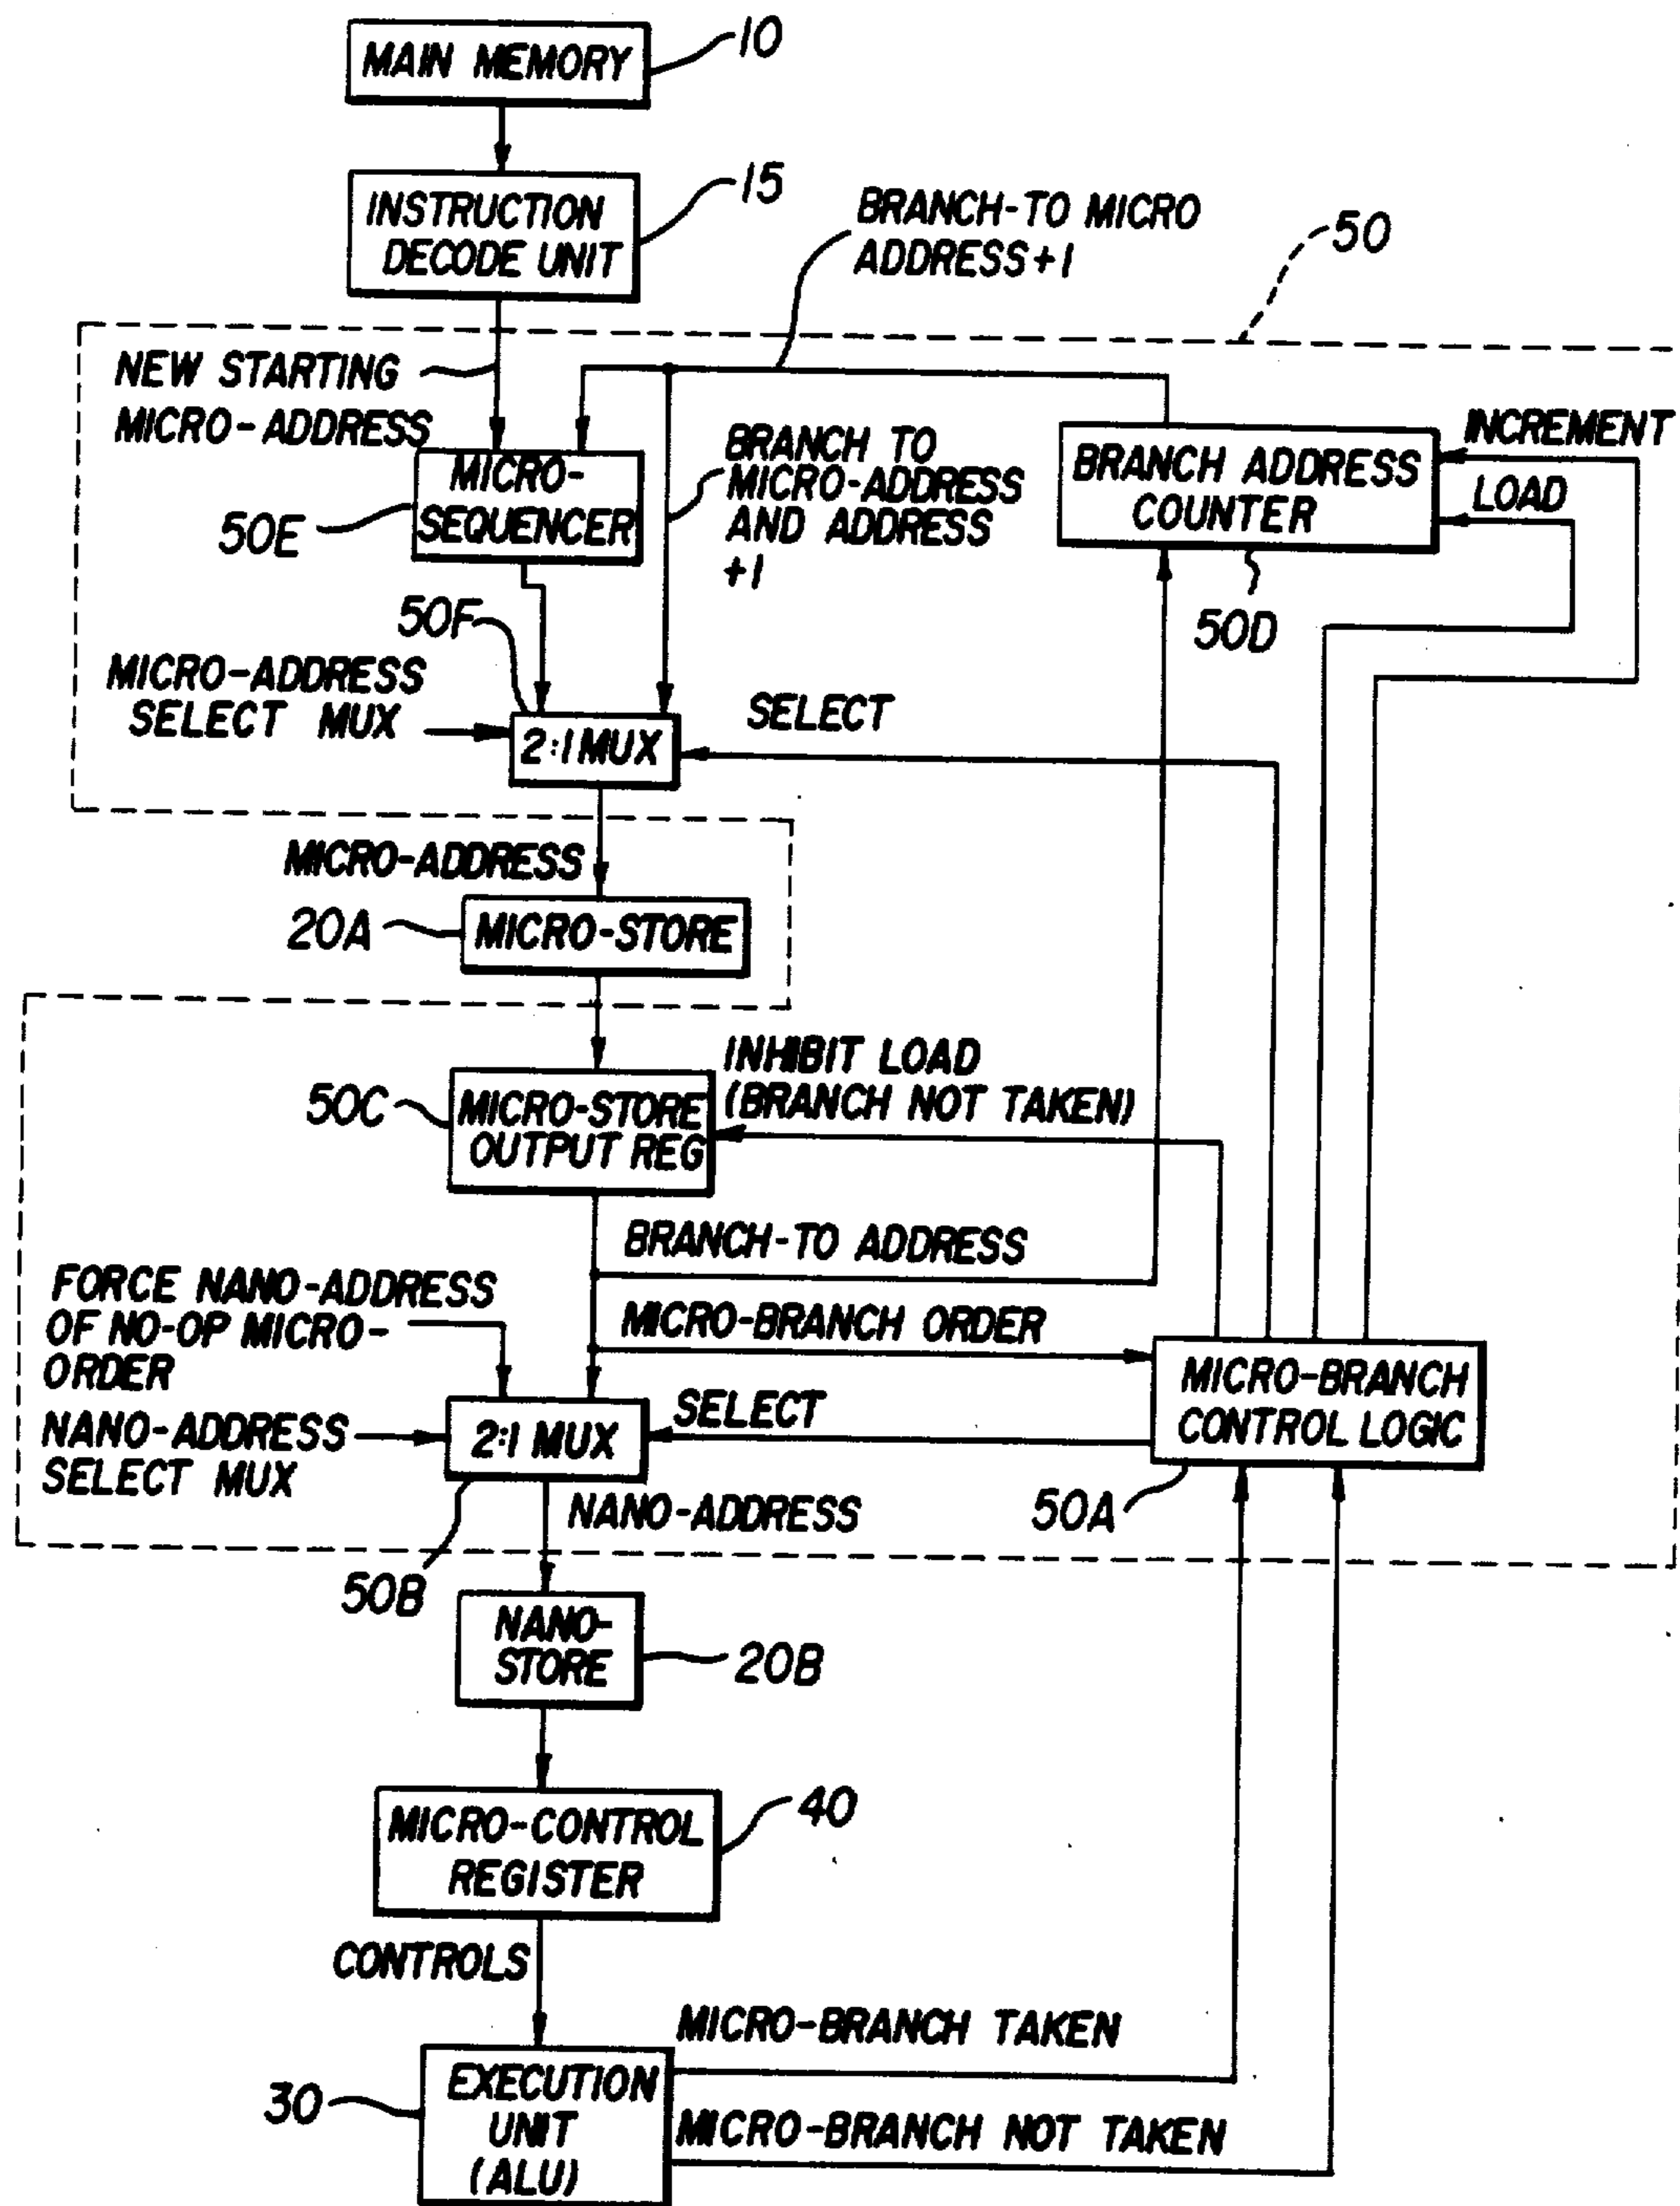 MAIN MEMORY
10
INSTRUCTION
DECODE UNIT
15
BRANCH-TO MICRO
ADDRESS+1
50
NEW STARTING
MICRO-ADDRESS
MICRO-
SEQUENCER
50E
BRANCH TO
MICRO-ADDRESS
AND ADDRESS
+1
BRANCH ADDRESS
COUNTER
50D
INCREMENT
LOAD
50F
MICRO-ADDRESS
SELECT MUX
2:1 MUX
SELECT
MICRO-ADDRESS
20A
MICRO-STORE
50C
MICRO-STORE
OUTPUT REG
INHIBIT LOAD
(BRANCH NOT TAKEN)
BRANCH-TO ADDRESS
FORCE NANO-ADDRESS
OF NO-OP MICRO-
ORDER
MICRO-BRANCH ORDER
NANO-ADDRESS
SELECT MUX
2:1 MUX
SELECT
MICRO-BRANCH
CONTROL LOGIC
50A
NANO-ADDRESS
50B
NANO-
STORE
20B
MICRO-CONTROL
REGISTER
40
CONTROLS
MICRO-BRANCH TAKEN
30
EXECUTION
UNIT
(ALU)
MICRO-BRANCH NOT TAKEN